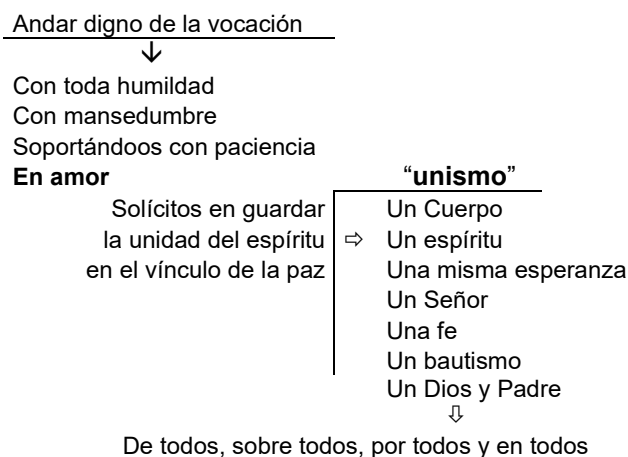 Andar digno de la vocación
↓
Con toda humildad
Con mansedumbre
Soportándoos con paciencia
En amor
“unismo”
Solícitos en guardar
la unidad del espíritu
en el vínculo de la paz
⇨
Un Cuerpo
Un espíritu
Una misma esperanza
Un Señor
Una fe
Un bautismo
Un Dios y Padre
⇩
De todos, sobre todos, por todos y en todos